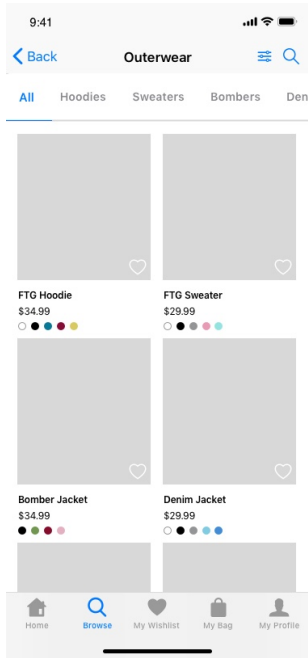 9:41
Back
Outerwear
All Hoodies Sweaters Bombers Den
FTG Hoodie FTG Sweater
$34.99 $29.99
Bomber Jacket Denim Jacket
$34.99 $29.99
Home Browse My Wishlist My Bag My Profile